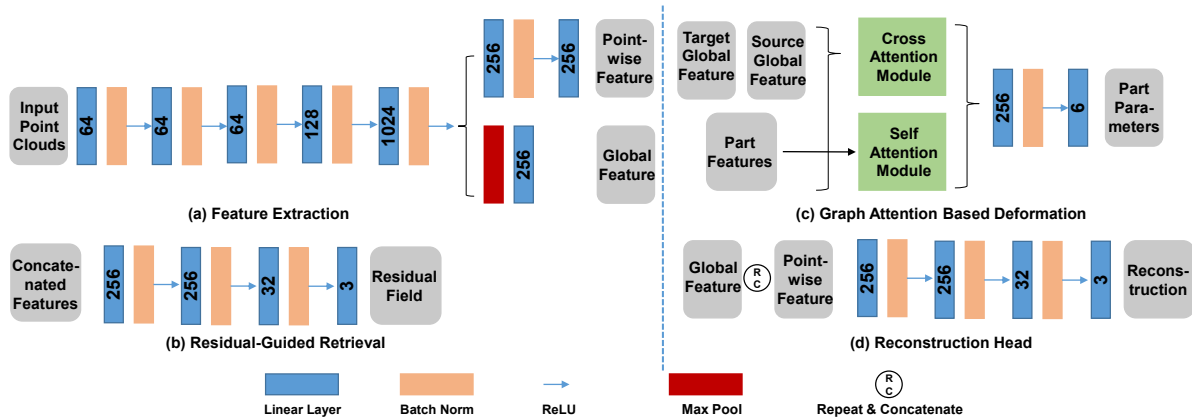 Input
Point
Clouds
64
64
64
128
1024
256
256
Point-
wise
Feature
256
Global
Feature
(a) Feature Extraction
Concate-
nated
Features
256
256
32
3
Residual
Field
(b) Residual-Guided Retrieval
Target
Global
Feature
Source
Global
Feature
Part
Features
Cross
Attention
Module
Self
Attention
Module
256
6
Part
Para-
meters
(c) Graph Attention Based Deformation
Global
Feature
R
C
Point-
wise
Feature
256
256
32
3
Recon-
struction
(d) Reconstruction Head
Linear Layer
Batch Norm
ReLU
Max Pool
R
C
Repeat & Concatenate